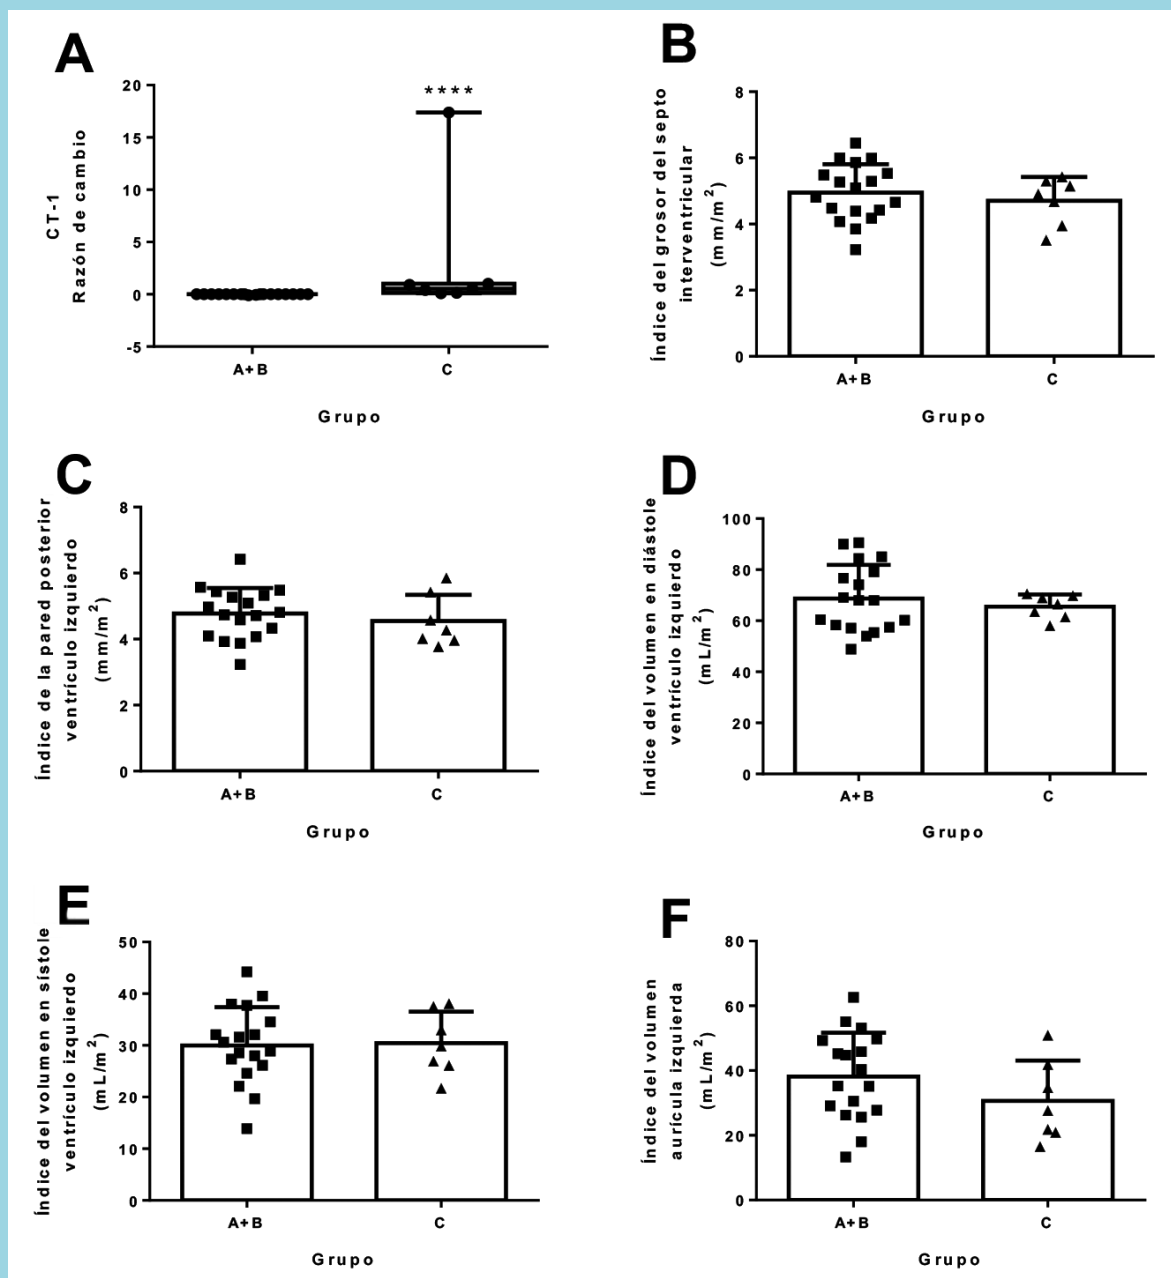 A
CT-1
Razón de cambio
20
15
10
5
0
-5
****
A+B
C
Grupo
B
Índice del grosor del septo
interventricular
(mm/m²)
8
6
4
2
0
A+B
C
Grupo
C
Índice de la pared posterior
ventrículo izquierdo
(mm/m²)
8
6
4
2
0
A+B
C
Grupo
D
Índice del volumen en diástole
ventrículo izquierdo
(mL/m²)
100
80
60
40
20
0
A+B
C
Grupo
E
Índice del volumen en sístole
ventrículo izquierdo
(mL/m²)
50
40
30
20
10
0
A+B
C
Grupo
F
Índice del volumen
aurícula izquierda
(mL/m²)
80
60
40
20
0
A+B
C
Grupo